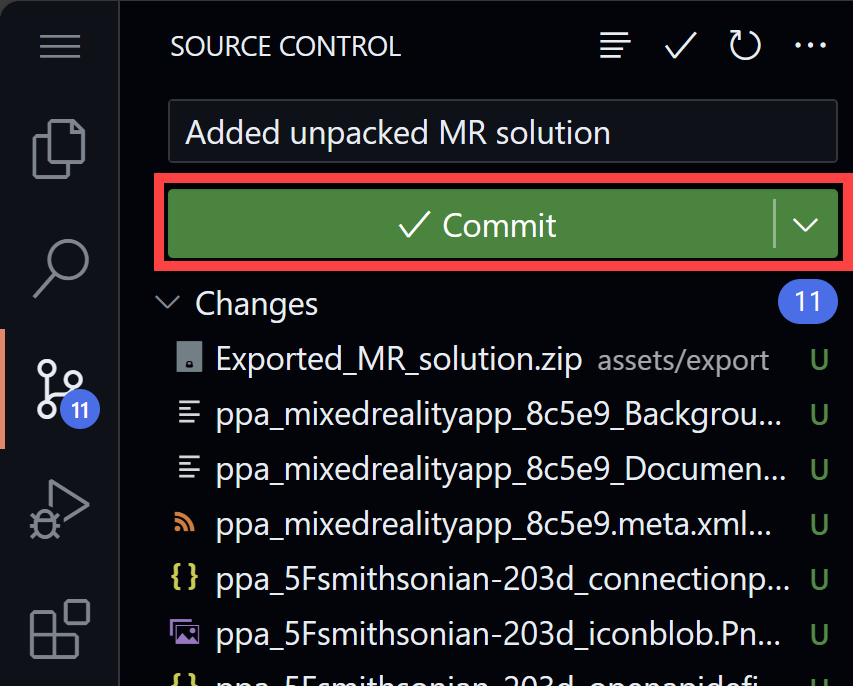 SOURCE CONTROL
Added unpacked MR solution
Commit
Changes 11
Exported_MR_solution.zip assets/export U
11
ppa_mixedrealityapp_8c5e9_Backgrou... U
ppa_mixedrealityapp_8c5e9_Documen... U
ppa_mixedrealityapp_8c5e9.meta.xml... U
{} ppa_5Fsmithsonian-203d_connectionp... U
ppa_5Fsmithsonian-203d_iconblob.Pn... U